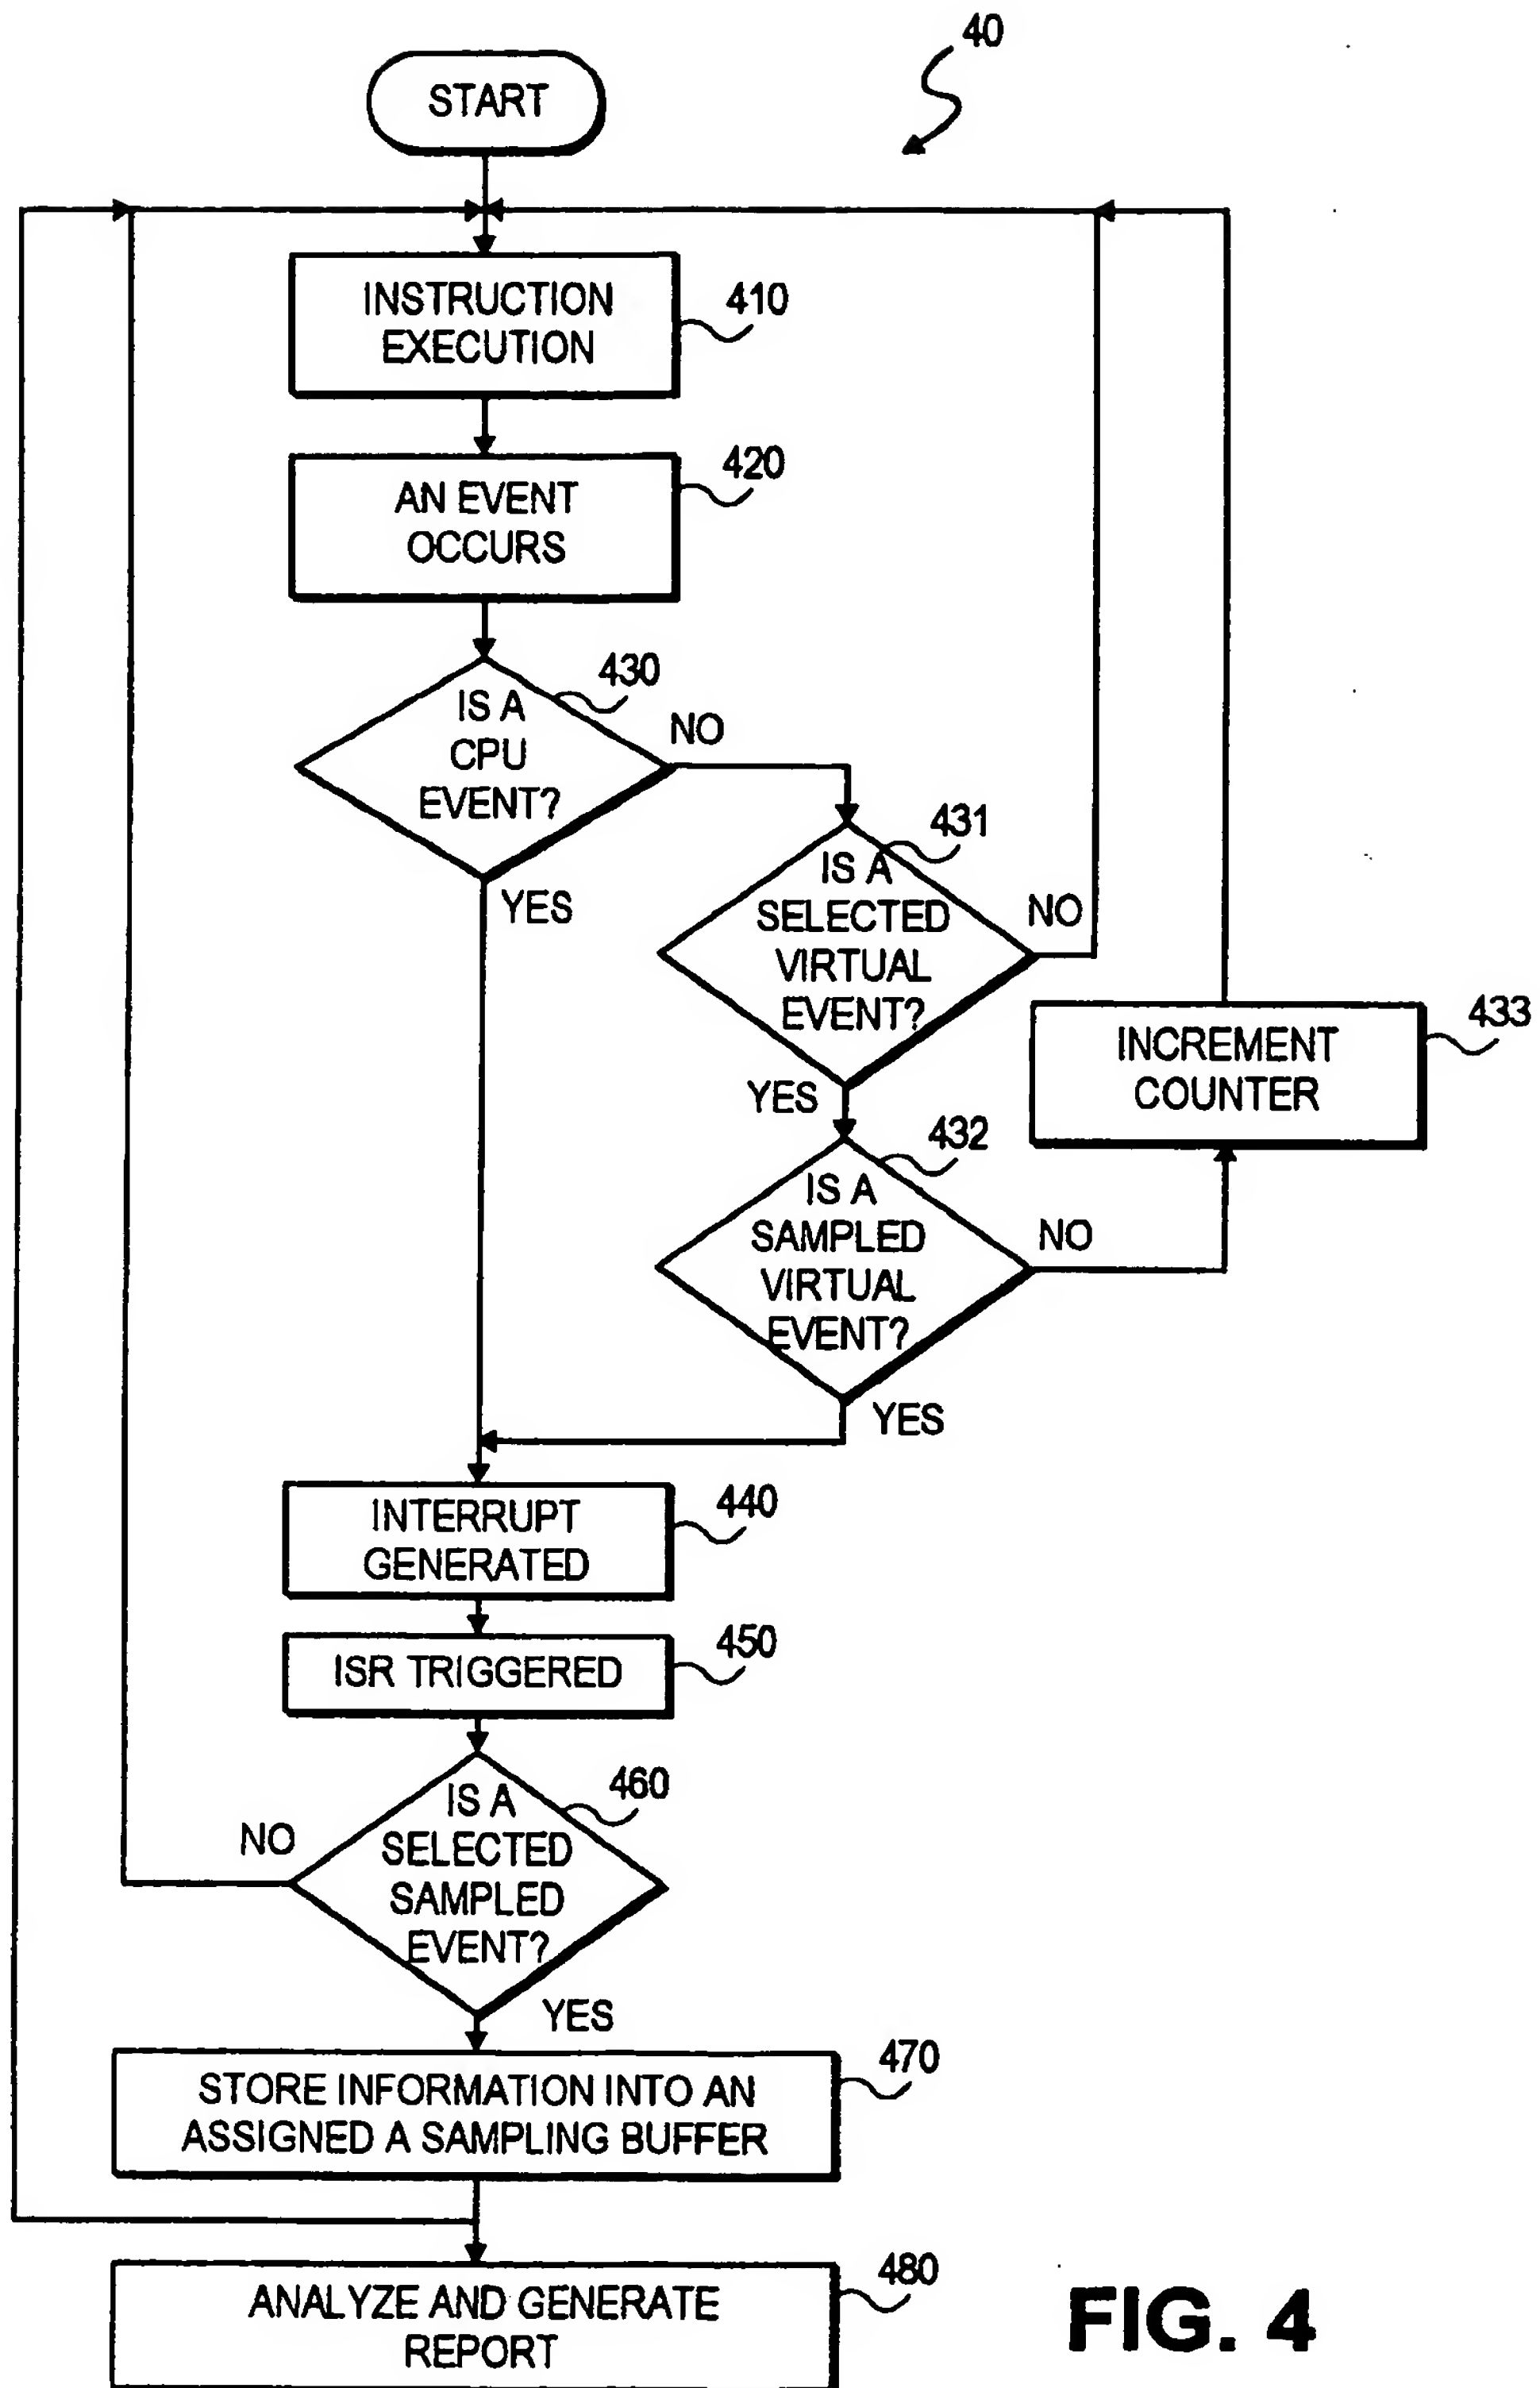 40
START
INSTRUCTION
EXECUTION
410
AN EVENT
OCCURS
420
IS A
CPU
EVENT?
430
NO
YES
IS A
SELECTED
VIRTUAL
EVENT?
431
NO
YES
INCREMENT
COUNTER
433
IS A
SAMPLED
VIRTUAL
EVENT?
432
NO
YES
INTERRUPT
GENERATED
440
ISR TRIGGERED
450
IS A
SELECTED
SAMPLED
EVENT?
460
NO
YES
STORE INFORMATION INTO AN
ASSIGNED A SAMPLING BUFFER
470
ANALYZE AND GENERATE
REPORT
480
FIG. 4